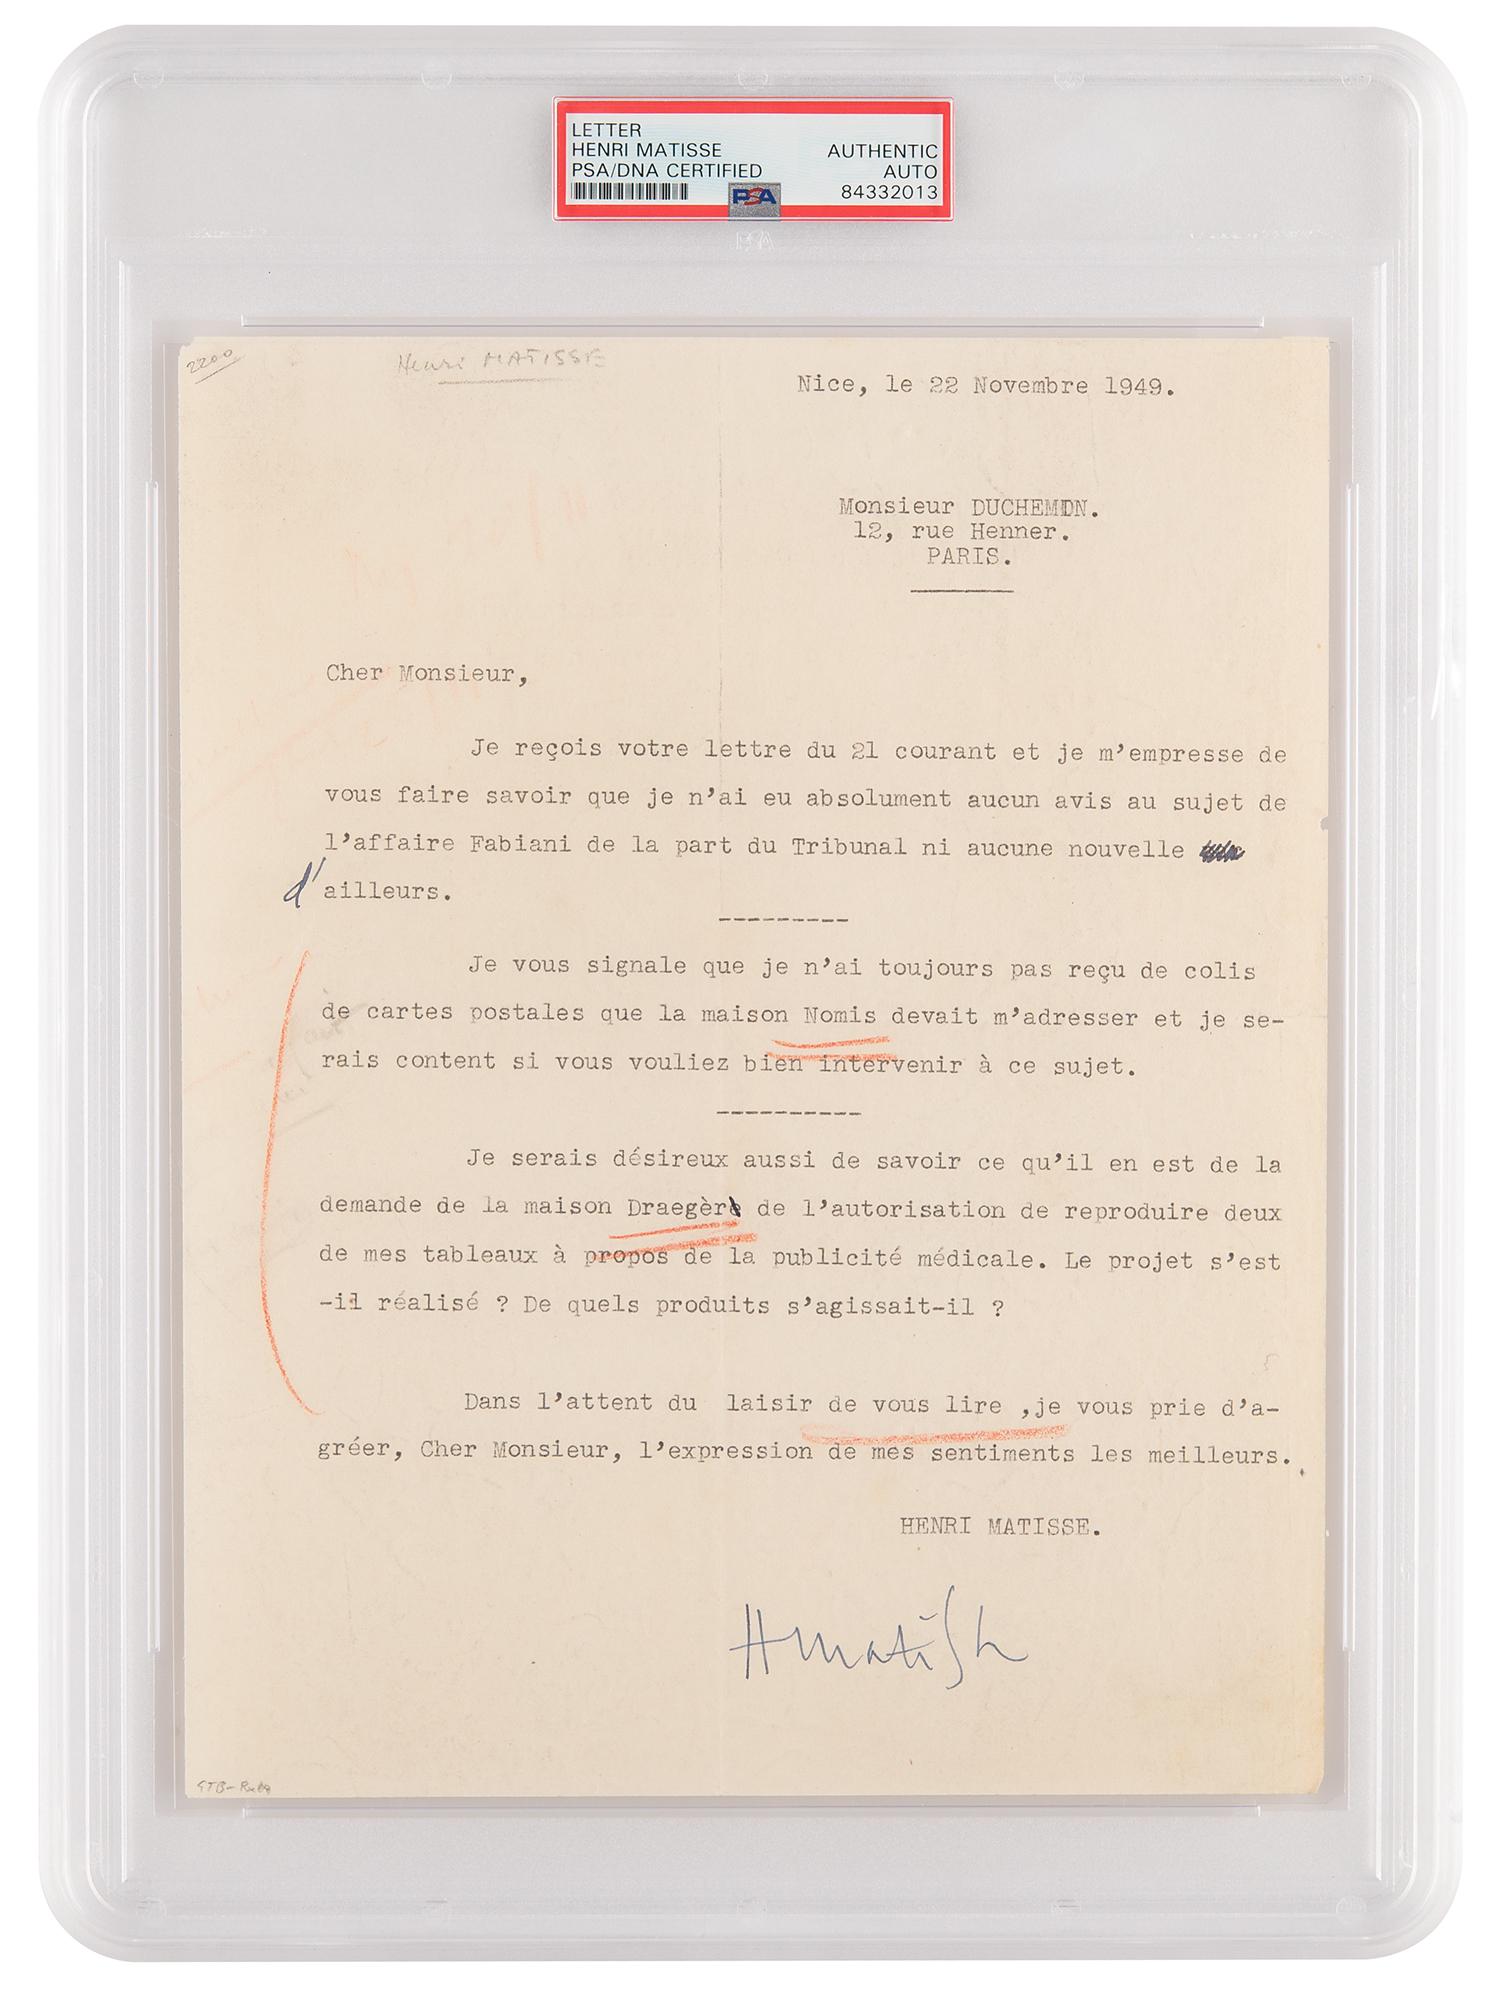 LETTER
HENRI MATISSE
PSA/DNA CERTIFIED
AUTHENTIC
AUTO
84332013
PSA
2200
Henri MATISSE
Nice, le 22 Novembre 1949.
Monsieur DUCHEMIN.
12, rue Henner.
PARIS.
Cher Monsieur,
Je reçois votre lettre du 21 courant et je m'empresse de
vous faire savoir que je n'ai eu absolument aucun avis au sujet de
l'affaire Fabiani de la part du Tribunal ni aucune nouvelle
d'ailleurs.
---------
Je vous signale que je n'ai toujours pas reçu de colis
de cartes postales que la maison Nomis devait m'adresser et je se-
rais content si vous vouliez bien intervenir à ce sujet.
----------
Je serais désireux aussi de savoir ce qu'il en est de la
demande de la maison Draegèr de l'autorisation de reproduire deux
de mes tableaux à propos de la publicité médicale. Le projet s'est
-il réalisé ? De quels produits s'agissait-il ?
Dans l'attent du laisir de vous lire ,je vous prie d'a-
gréer, Cher Monsieur, l'expression de mes sentiments les meilleurs.
HENRI MATISSE.
HMatisse